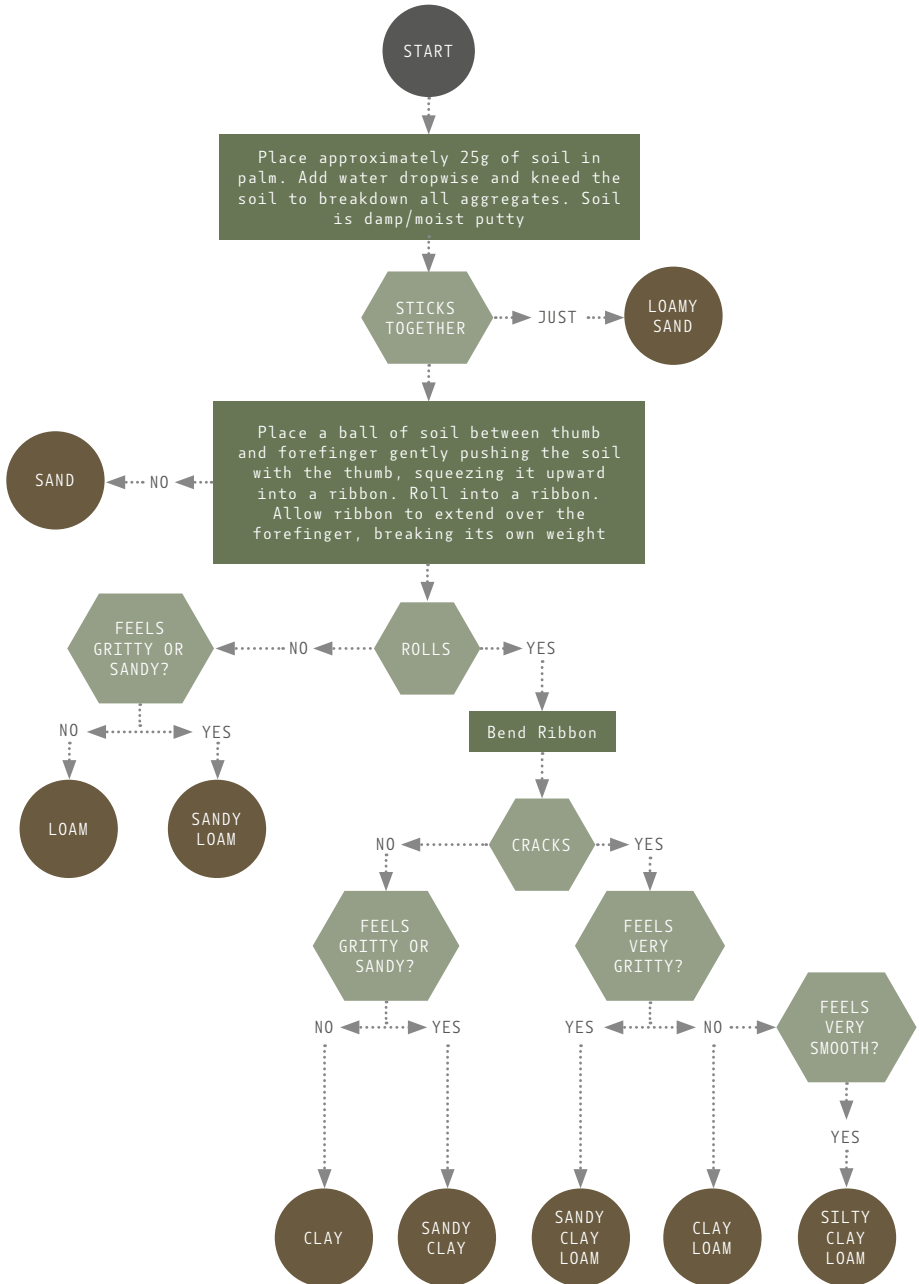 START
Place approximately 25g of soil in
palm. Add water dropwise and kneed the
soil to breakdown all aggregates. Soil
is damp/moist putty
STICKS
TOGETHER
JUST
LOAMY
SAND
Place a ball of soil between thumb
and forefinger gently pushing the soil
with the thumb, squeezing it upward
into a ribbon. Roll into a ribbon.
Allow ribbon to extend over the
forefinger, breaking its own weight
NO
SAND
ROLLS
NO
YES
FEELS
GRITTY OR
SANDY?
NO
YES
LOAM
SANDY
LOAM
Bend Ribbon
CRACKS
NO
YES
FEELS
GRITTY OR
SANDY?
FEELS
VERY
GRITTY?
FEELS
VERY
SMOOTH?
NO
YES
YES
NO
YES
CLAY
SANDY
CLAY
SANDY
CLAY
LOAM
CLAY
LOAM
SILTY
CLAY
LOAM